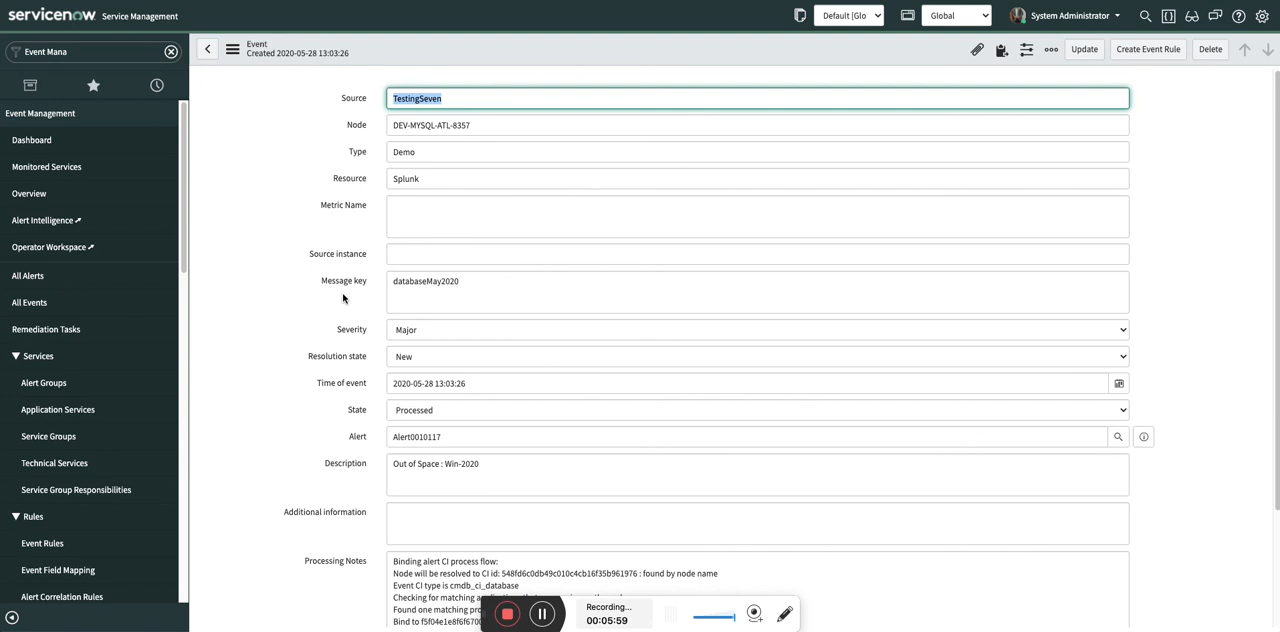 servicenow Service Management
Default [Glo
Global
System Administrator
Event Mana
Event
Created 2020-05-28 13:03:26
Update
Create Event Rule
Delete
Event Management
Dashboard
Monitored Services
Overview
Alert Intelligence
Operator Workspace
All Alerts
All Events
Remediation Tasks
Services
Alert Groups
Application Services
Service Groups
Technical Services
Service Group Responsibilities
Rules
Event Rules
Event Field Mapping
Alert Correlation Rules
Source TestingSeven
Node DEV-MYSQL-ATL-8357
Type Demo
Resource Splunk
Metric Name
Source instance
Message key databaseMay2020
Severity Major
Resolution state New
Time of event 2020-05-28 13:03:26
State Processed
Alert Alert0010117
Description Out of Space : Win-2020
Additional information
Processing Notes Binding alert CI process flow:
Node will be resolved to CI id: 548fd6c0db49c010c4cb16f35b961976 : found by node name
Event CI type is cmdb_ci_database
Checking for matching
Found one matching
Bind to
Recording...
00:05:59